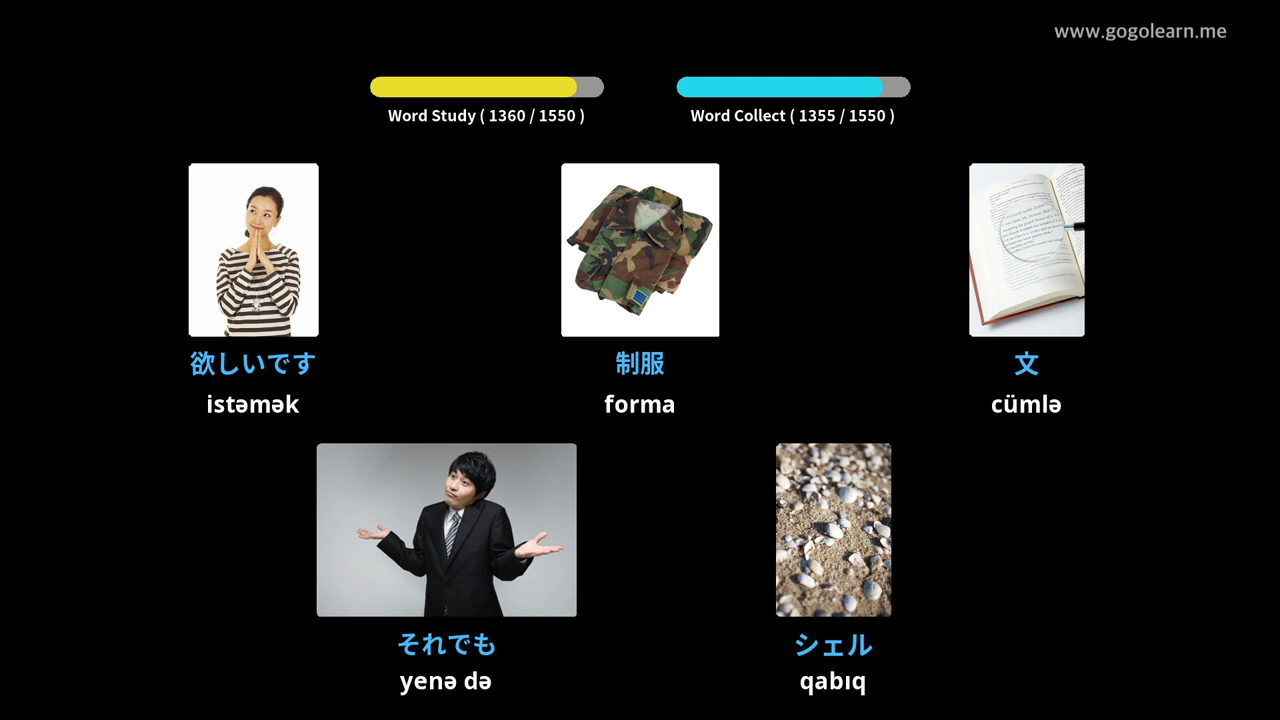 www.gogolearn.me
Word Study ( 1360 / 1550 )
Word Collect ( 1355 / 1550 )
欲しいです
istəmək
制服
forma
文
cümlə
それでも
yenə də
シェル
qabıq